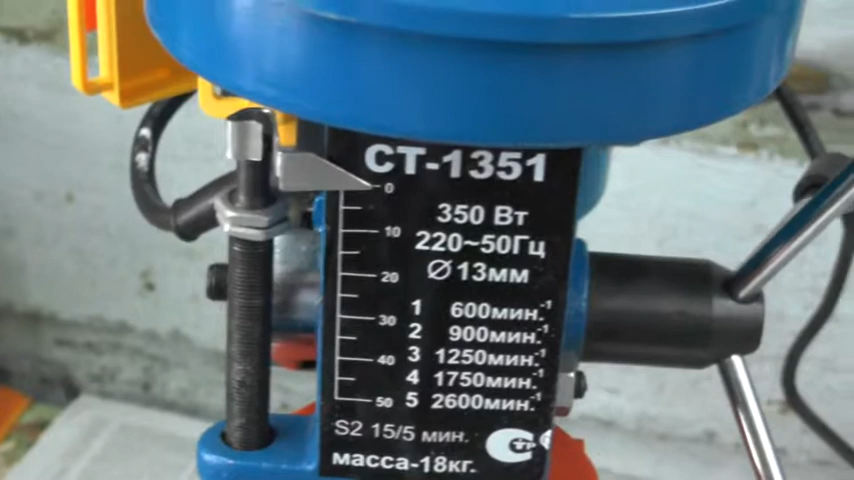 СТ-1351
0
350 Вт
10
220~50Гц
20
Ø13мм
1 600мин.-1
30
2 900мин.-1
3 1250мин.-1
40
4 1750мин.-1
50
5 2600мин.-1
S2 15/5 мин.
масса-18кг.